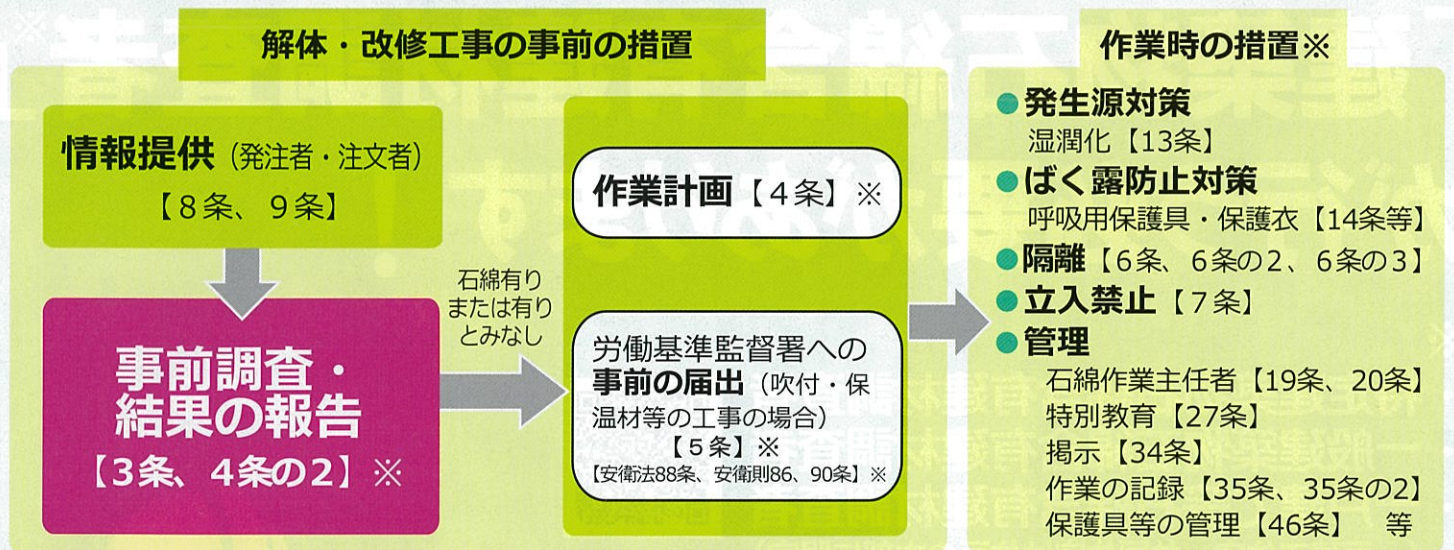 解体・改修工事の事前の措置
情報提供（発注者・注文者）
【8条、9条】
事前調査・
結果の報告
【3条、4条の2】※
石綿有り
または有り
とみなし
作業計画【4条】※
労働基準監督署への
事前の届出（吹付・保
温材等の工事の場合）
【5条】※
【安衛法88条、安衛則86、90条】※
作業時の措置※
●発生源対策
湿潤化【13条】
●ばく露防止対策
呼吸用保護具・保護衣【14条等】
●隔離【6条、6条の2、6条の3】
●立入禁止【7条】
●管理
石綿作業主任者【19条、20条】
特別教育【27条】
掲示【34条】
作業の記録【35条、35条の2】
保護具等の管理【46条】　等